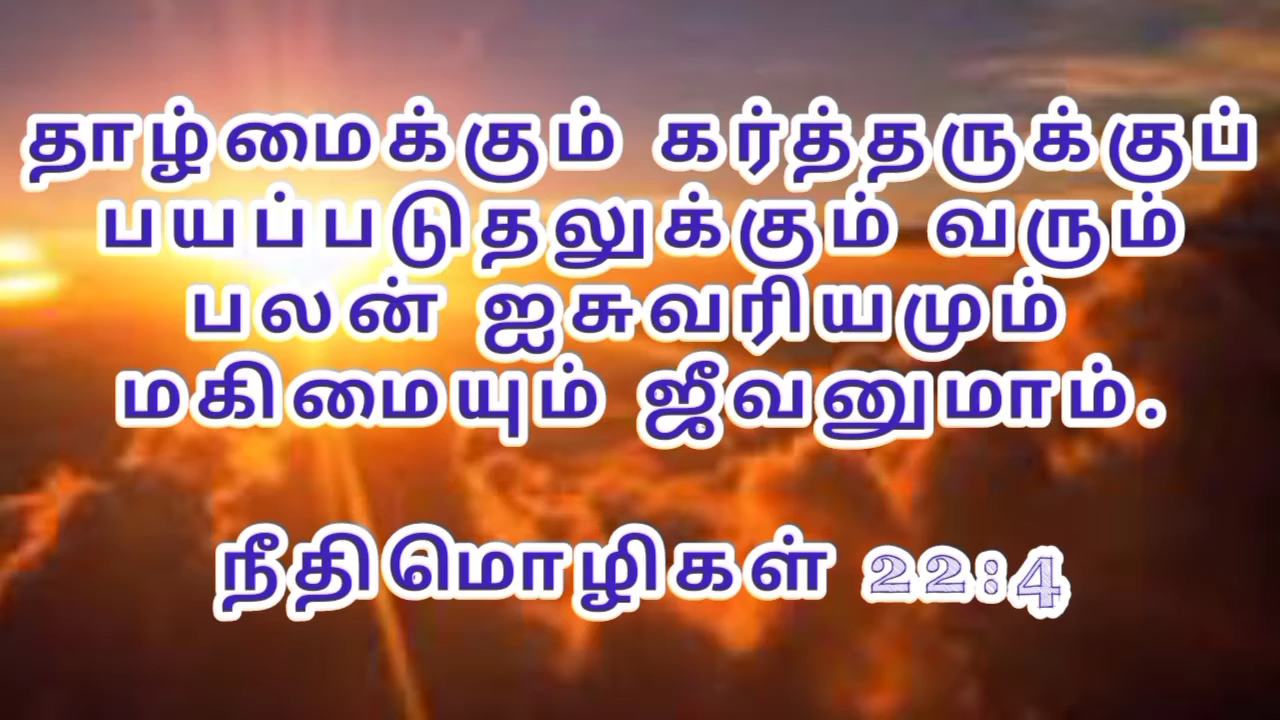 தாழ்மைக்கும் கர்த்தருக்குப்
பயப்படுதலுக்கும் வரும்
பலன் ஐசுவரியமும்
மகிமையும் ஜீவனுமாம்.
நீதிமொழிகள் 22:4